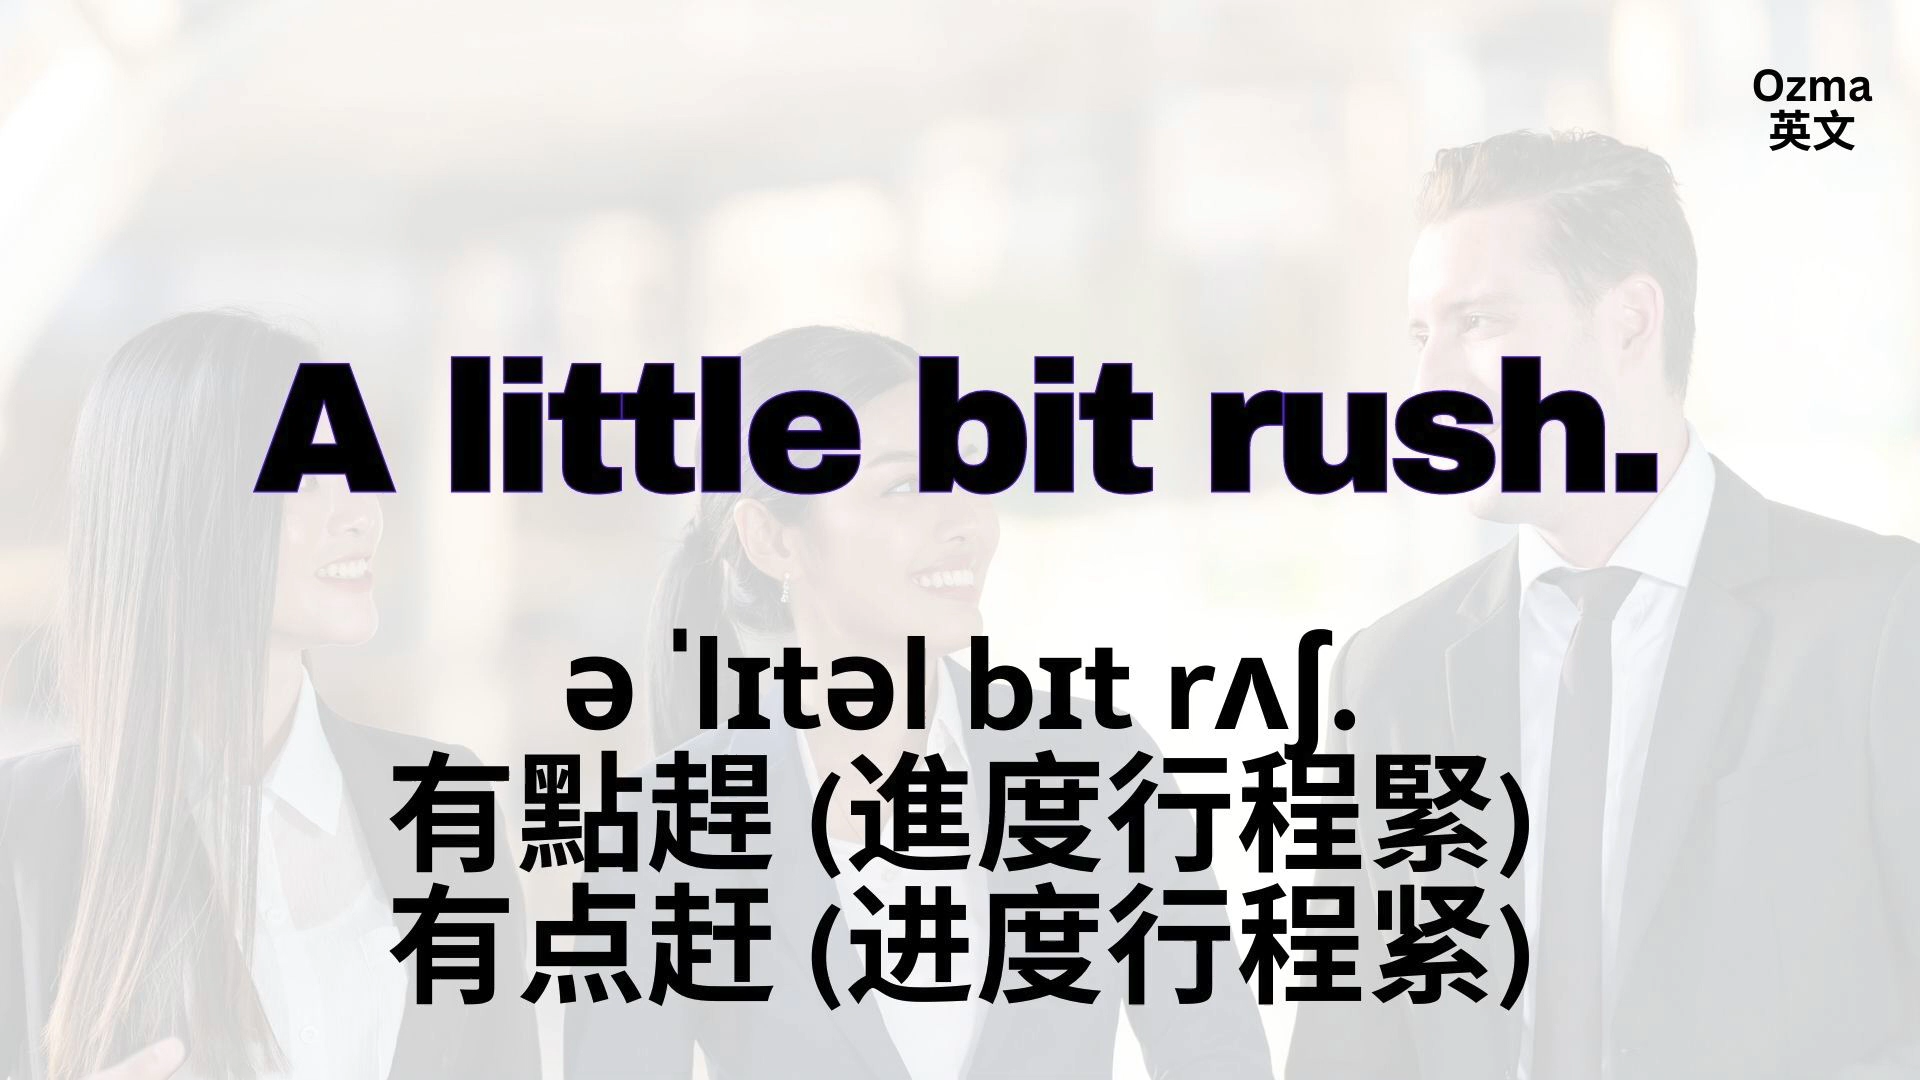 Ozma
英文
A little bit rush.
ə ˈlɪtəl bɪt rʌʃ.
有點趕 (進度行程緊)
有点赶 (进度行程紧)